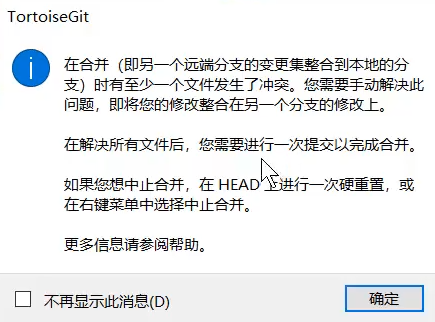 TortoiseGit
在合并（即另一个远端分支的变更集整合到本地的分
支）时有至少一个文件发生了冲突。您需要手动解决此
问题，即将您的修改整合在另一个分支的修改上。
在解决所有文件后，您需要进行一次提交以完成合并。
如果您想中止合并，在 HEAD 上进行一次硬重置，或
在右键菜单中选择中止合并。
更多信息请参阅帮助。
不再显示此消息(D)
确定